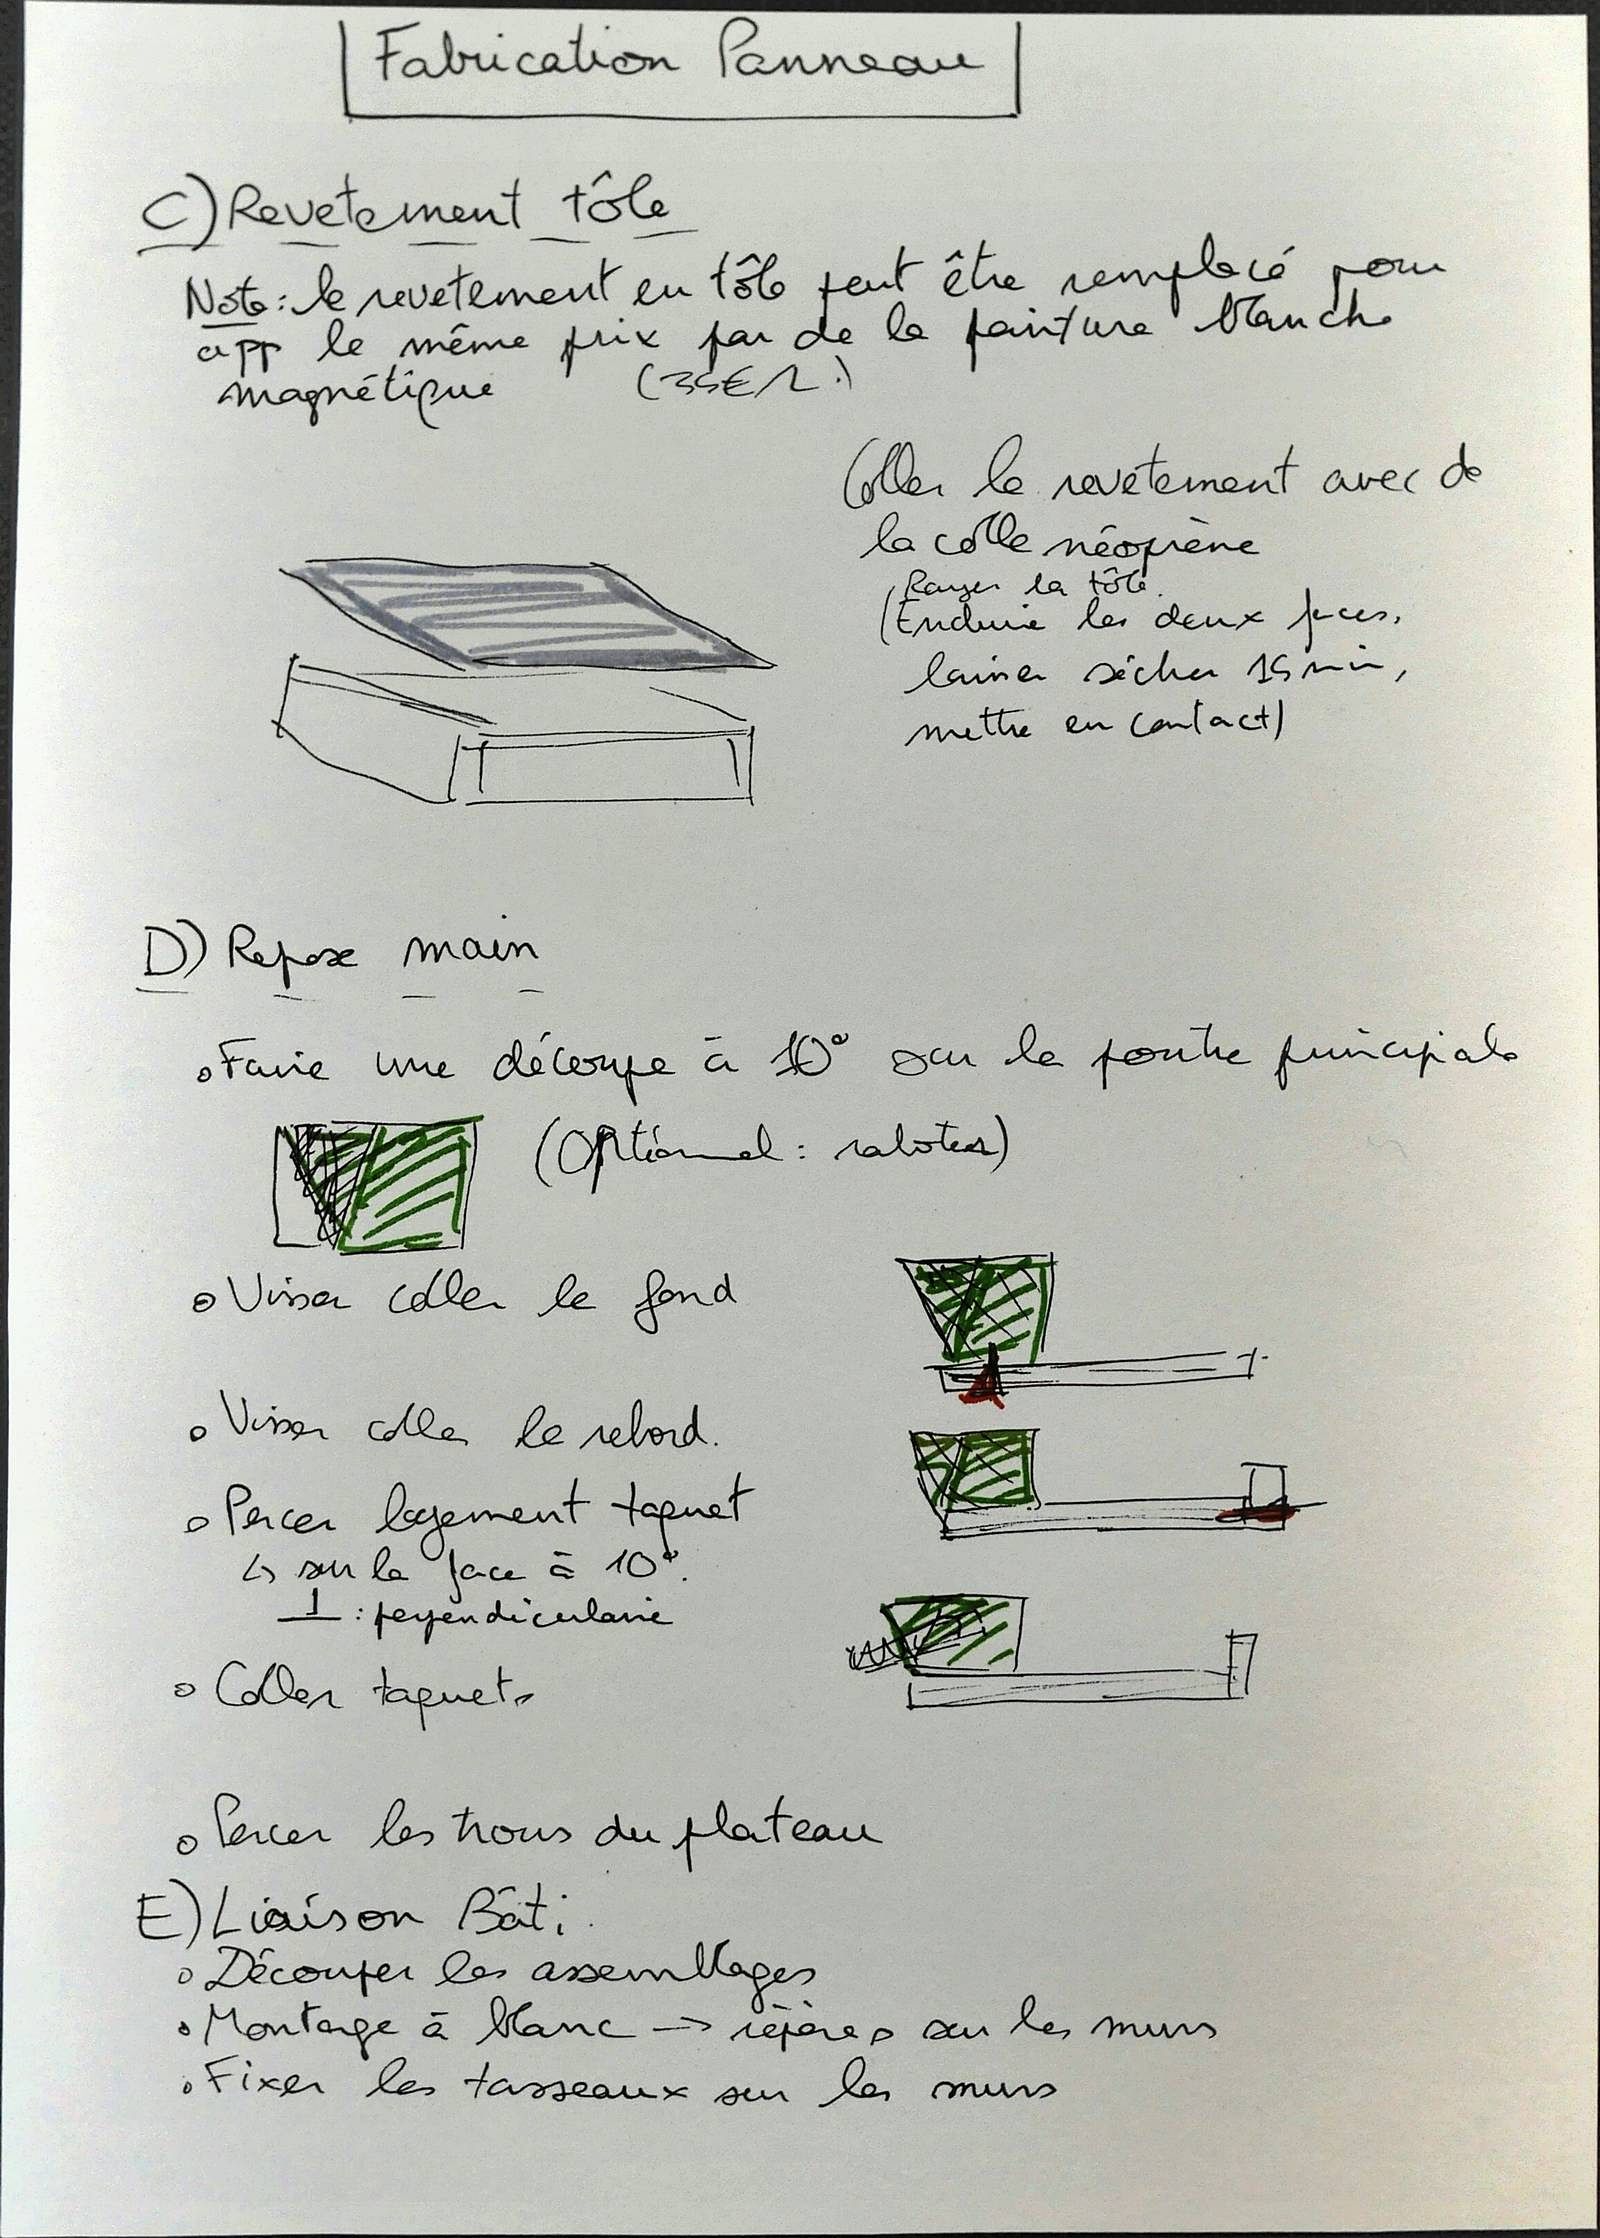 Fabrication Panneau
C) Revetement tôle
Note: le revetement en tôle peut être remplacé pour
app le même prix par de la peinture blanche
magnétique (35€/L.)
Coller le revetement avec de
la colle néoprène
Rayer la tôle.
(Enduire les deux faces,
laisser sécher 15 min,
mettre en contact)
D) Repose main
Faire une découpe à 10° sur la poutre principale
(Optionnel : raboter)
Visser coller le fond
Visser coller le rebord.
Percer logement taquet
↳ sur la face à 10°.
⊥ : perpendiculaire
Coller taquets
Percer les trous du plateau
E) Liaison Bâti.
Découper les assemblages
Montage à blanc → repères sur les murs
Fixer les tasseaux sur les murs